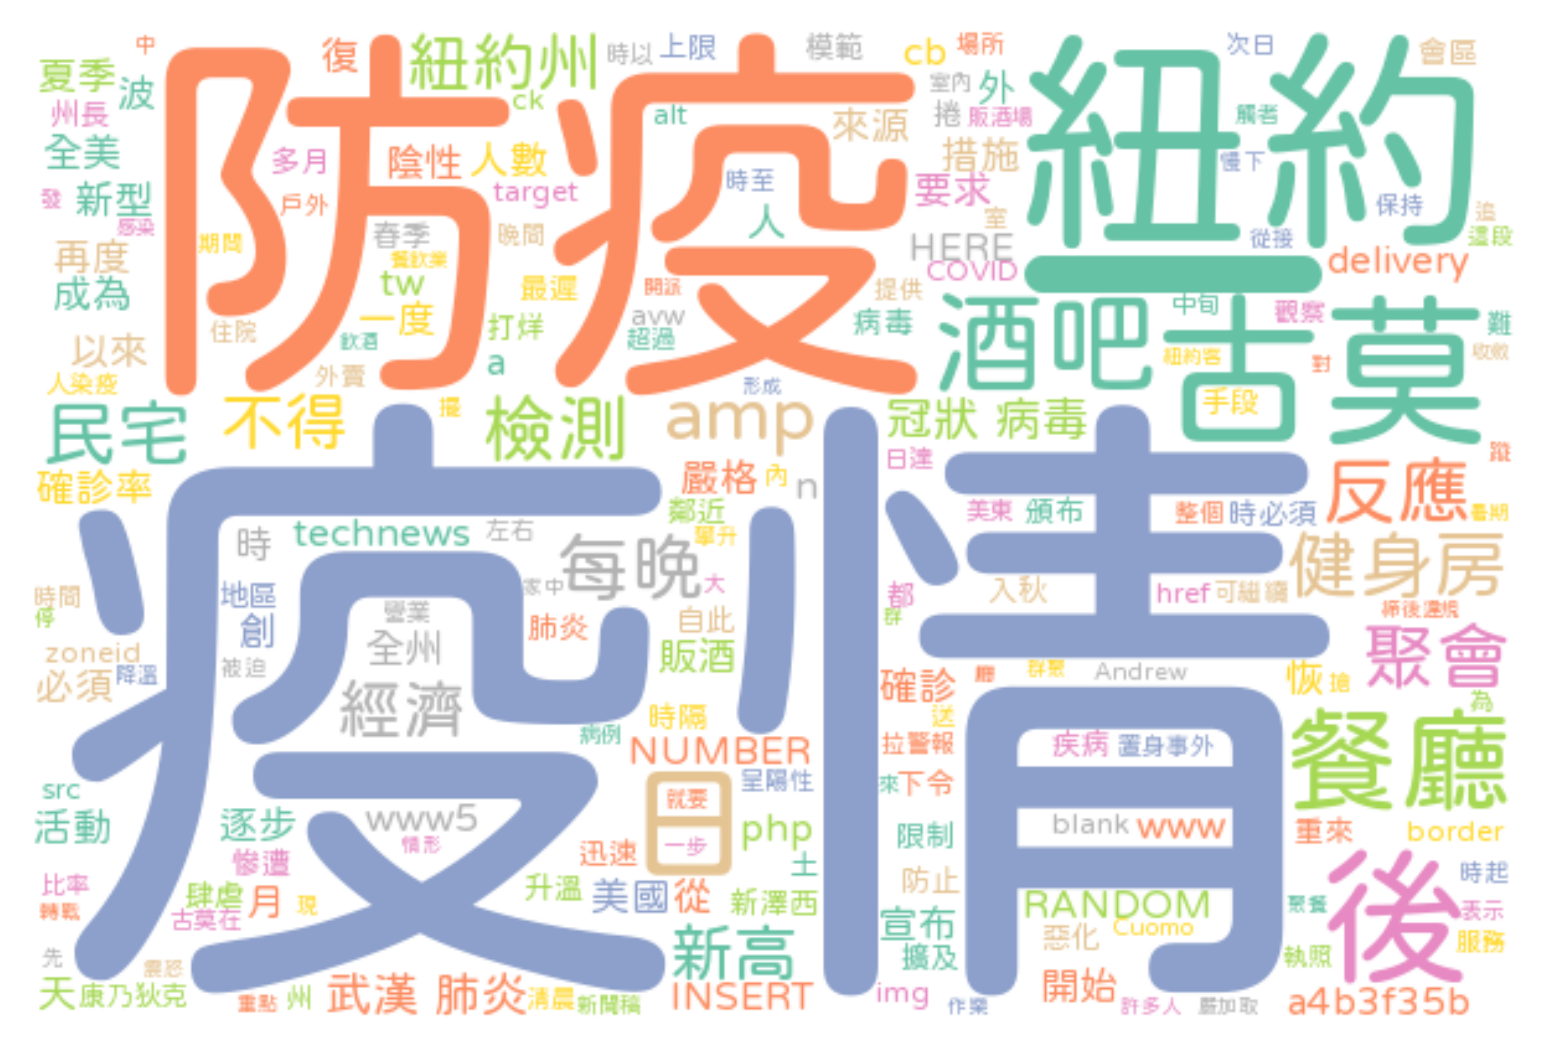 中
復
紐約州
時以
上限
模範
cb
場所
次日
會區
夏季
波
防疫
紐約
州長
ck
alt
來源
室內
外
捲
販酒場
觸者
全美
多月
陰性
人數
措施
慢下
發
新型
target
時至
要求
保持
感染
戶外
人
室
追
再度
期間
春季
晚間
HERE
從接
這段
餐飲業
COVID
delivery
成為
tw
最遲
開派
提供
一度
avw
酒吧
中旬
觀察
難
住院
打烊
超過
病毒
古莫
以來
飲酒
a
紐約客
對
收斂
人染疫
外賣
形成
手段
民宅
不得
擺
檢測
amp
冠狀 病毒
確診率
嚴格
內
n
日達
反應
蹤
疫情
鄰近
美東
頒布
整個
時必須
暑期
時
technews
左右
攀升
每晚
健身房
時間
地區
家中
大
都
入秋
href
可繼續
停
創
營業
肺炎
自此
群
締後違規
zoneid
全州
販酒
聚會
必須
降溫
被迫
確診
群聚
Andrew
恢
搶
經濟
時隔
送
為
病例
NUMBER
拉警報
疾病
置身事外
餐廳
src
日
就要
呈陽性
來
下令
活動
逐步
www5
一步
php
限制
blank
www
重來
border
慘遭
情形
迅速
土
比率
肆虐
月
現
升溫
美國
從
新澤西
防止
後
時起
轉戰
古莫在
宣布
RANDOM
聚餐
表示
Cuomo
先
震怒
新高
擴及
惡化
執照
服務
天
康乃狄克
重點
州
武漢 肺炎
清晨
新聞稿
INSERT
img
作樂
開始
許多人
嚴加取
a4b3f35b